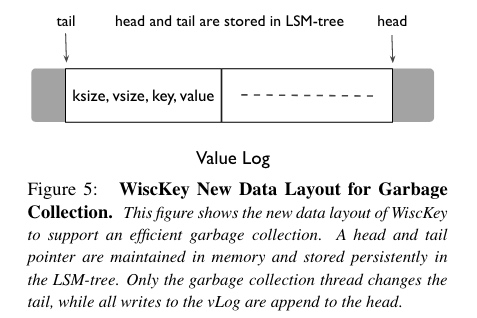 tail head and tail are stored in LSM-tree head
ksize, vsize, key, value
Value Log
Figure 5: WiscKey New Data Layout for Garbage
Collection. This figure shows the new data layout of WiscKey
to support an efficient garbage collection. A head and tail
pointer are maintained in memory and stored persistently in
the LSM-tree. Only the garbage collection thread changes the
tail, while all writes to the vLog are append to the head.